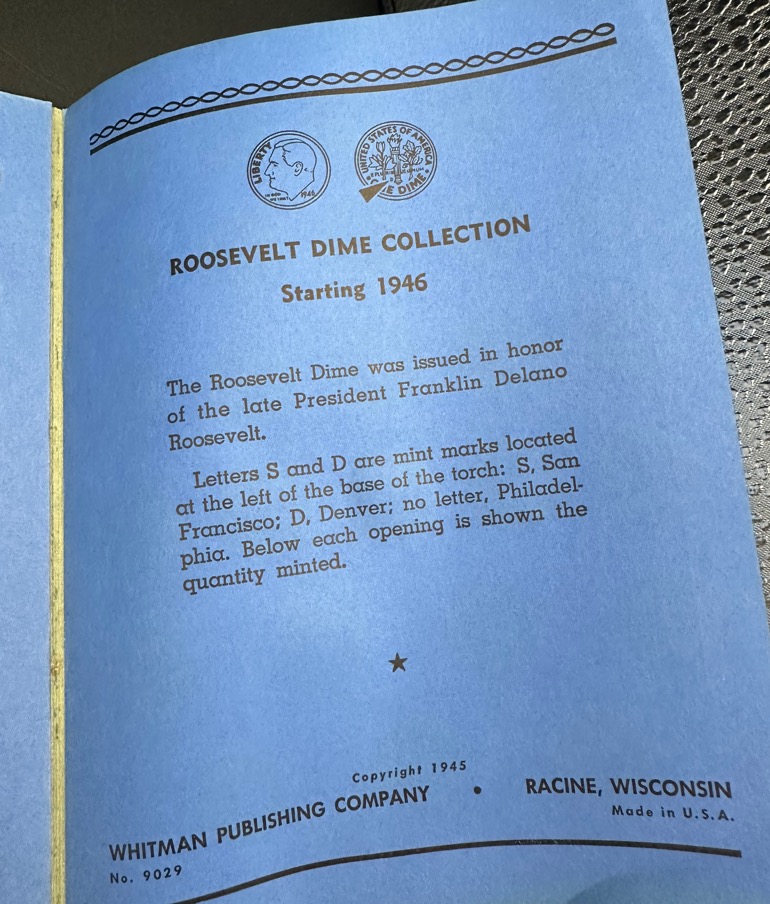 LIBERTY
1946
UNITED STATES OF AMERICA
E DIME
ROOSEVELT DIME COLLECTION
Starting 1946
The Roosevelt Dime was issued in honor
of the late President Franklin Delano
Roosevelt.
Letters S and D are mint marks located
at the left of the base of the torch: S, San
Francisco; D, Denver; no letter, Philadel-
phia. Below each opening is shown the
quantity minted.
Copyright 1945
WHITMAN PUBLISHING COMPANY • RACINE, WISCONSIN
No. 9029
Made in U.S.A.